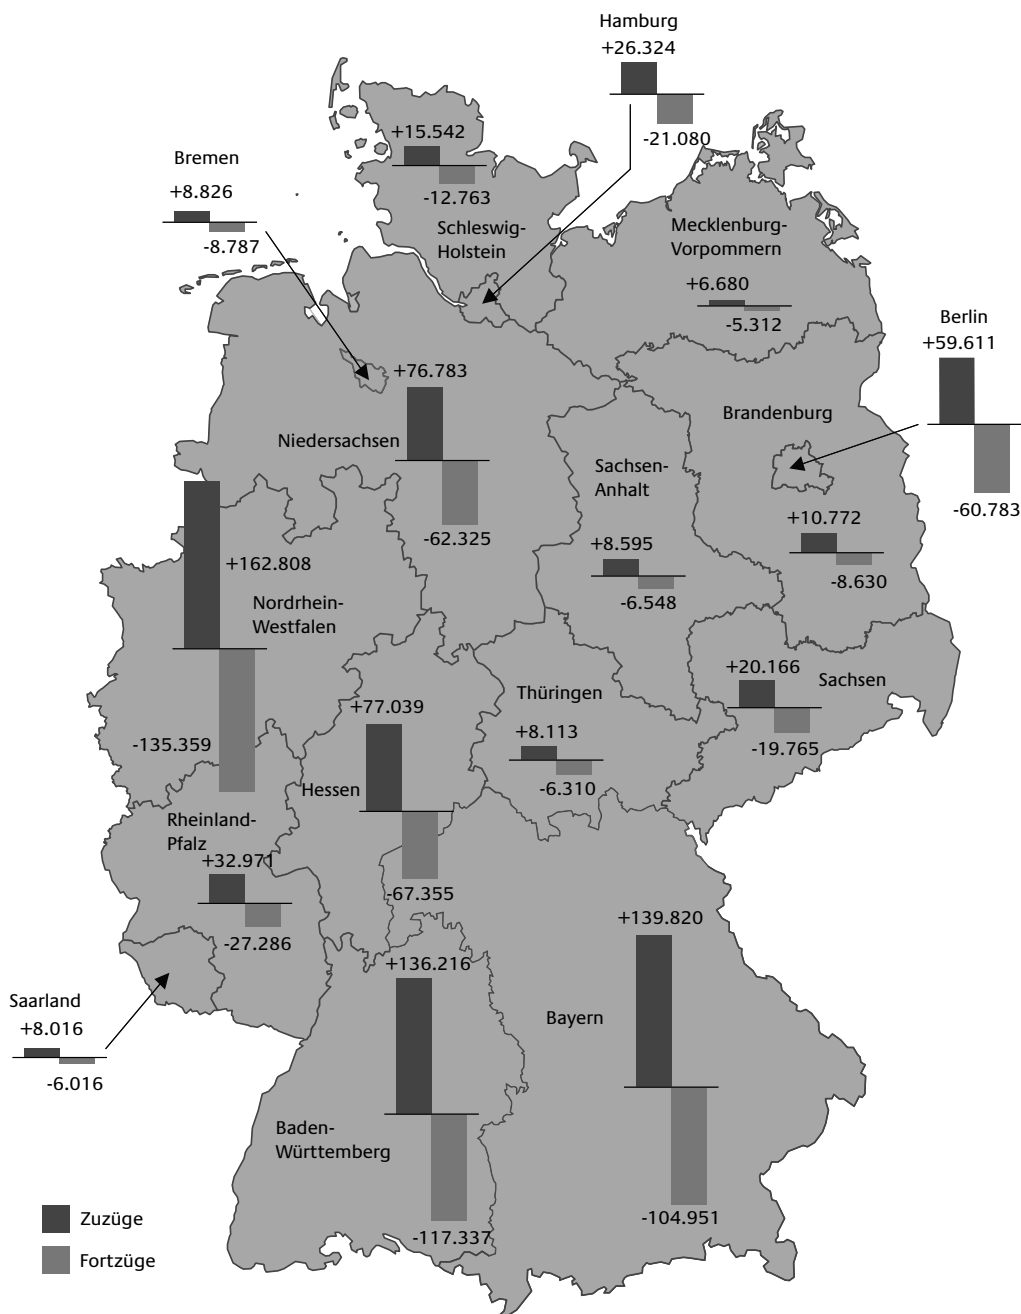 Hamburg
+26.324
-21.080
+15.542
-12.763
Schleswig-
Holstein
Bremen
+8.826
-8.787
Mecklenburg-
Vorpommern
+6.680
-5.312
Berlin
+59.611
-60.783
+76.783
Niedersachsen
-62.325
Brandenburg
+10.772
-8.630
Sachsen-
Anhalt
+8.595
-6.548
+162.808
Nordrhein-
Westfalen
-135.359
+77.039
Hessen
-67.355
Thüringen
+8.113
-6.310
+20.166
Sachsen
-19.765
Rheinland-
Pfalz
+32.971
-27.286
Saarland
+8.016
-6.016
+136.216
Baden-
Württemberg
-117.337
+139.820
Bayern
-104.951
Zuzüge
Fortzüge